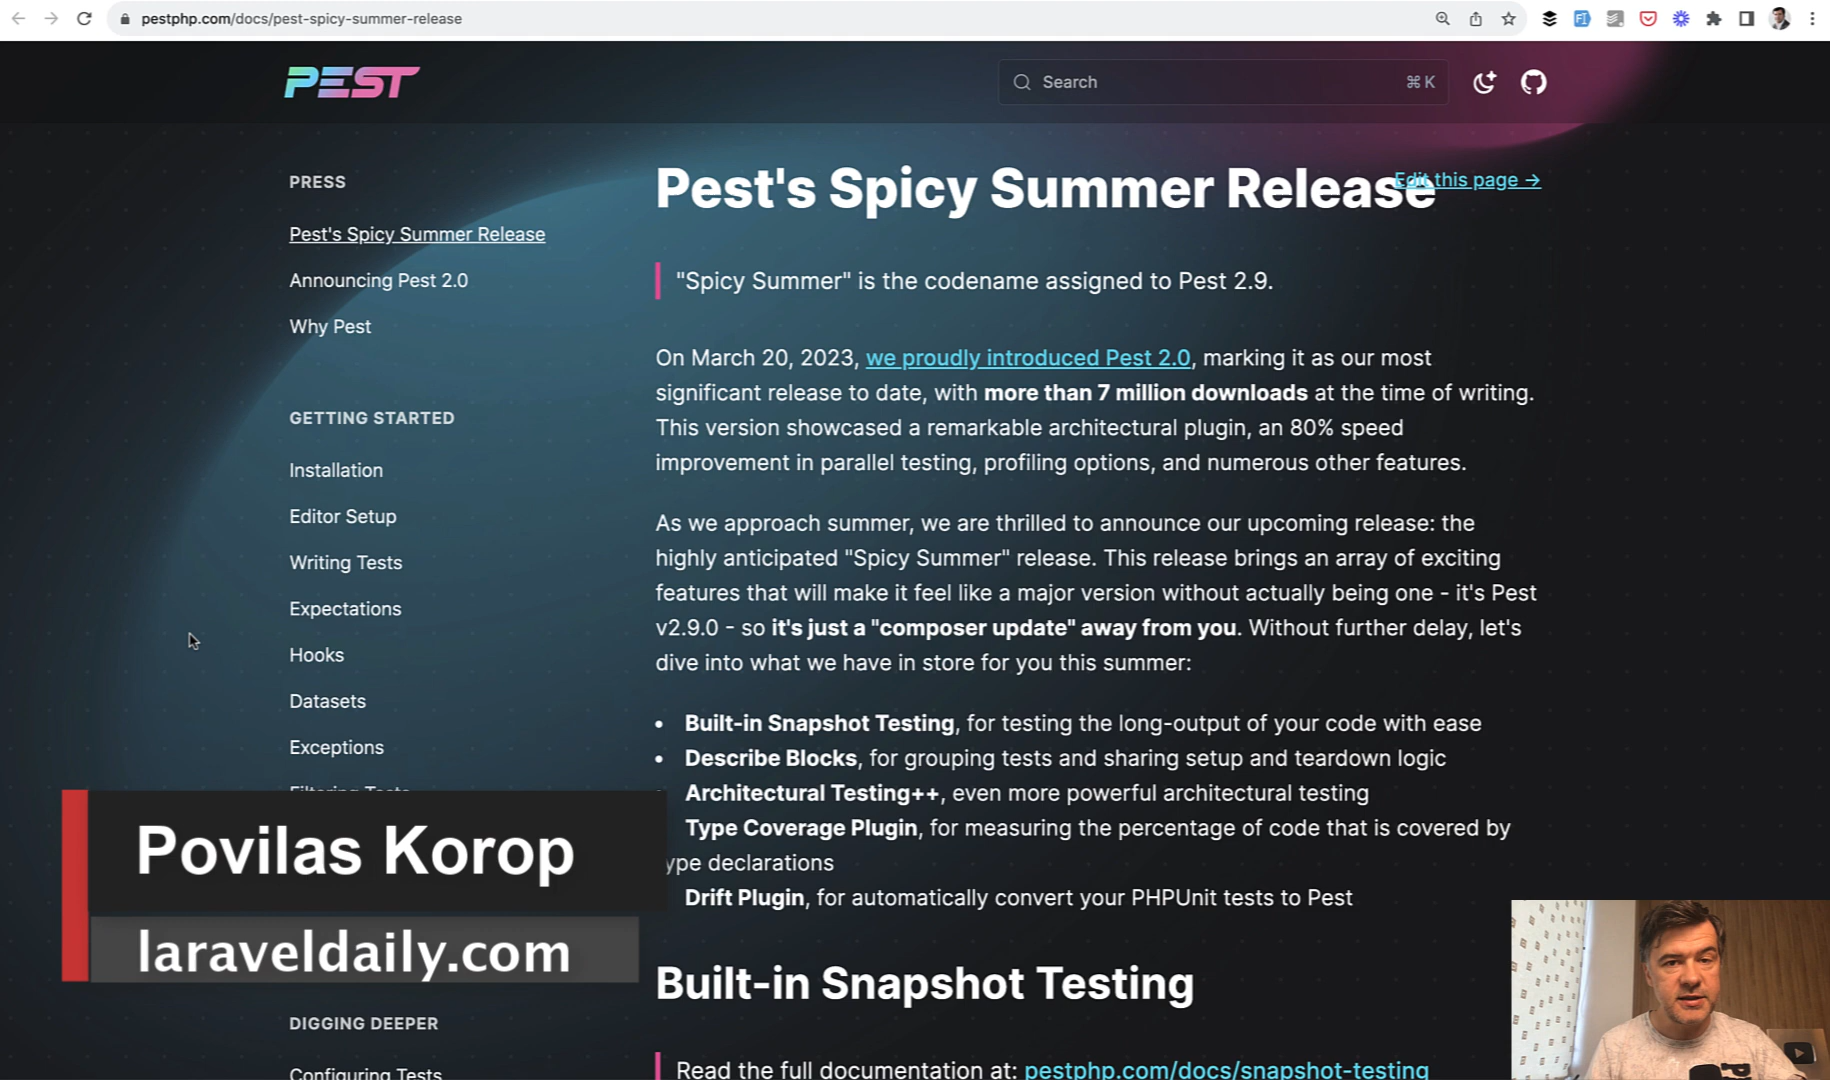 pestphp.com/docs/pest-spicy-summer-release
PEST
Search
⌘ K
PRESS
Pest's Spicy Summer Release
Announcing Pest 2.0
Why Pest
GETTING STARTED
Installation
Editor Setup
Writing Tests
Expectations
Hooks
Datasets
Exceptions
Filtering Tests
Povilas Korop
laraveldaily.com
DIGGING DEEPER
Configuring Tests
Pest's Spicy Summer Release
Edit this page →
"Spicy Summer" is the codename assigned to Pest 2.9.
On March 20, 2023, we proudly introduced Pest 2.0, marking it as our most
significant release to date, with more than 7 million downloads at the time of writing.
This version showcased a remarkable architectural plugin, an 80% speed
improvement in parallel testing, profiling options, and numerous other features.
As we approach summer, we are thrilled to announce our upcoming release: the
highly anticipated "Spicy Summer" release. This release brings an array of exciting
features that will make it feel like a major version without actually being one - it's Pest
v2.9.0 - so it's just a "composer update" away from you. Without further delay, let's
dive into what we have in store for you this summer:
• Built-in Snapshot Testing, for testing the long-output of your code with ease
• Describe Blocks, for grouping tests and sharing setup and teardown logic
Architectural Testing++, even more powerful architectural testing
Type Coverage Plugin, for measuring the percentage of code that is covered by
ype declarations
Drift Plugin, for automatically convert your PHPUnit tests to Pest
Built-in Snapshot Testing
Read the full documentation at: pestphp.com/docs/snapshot-testing